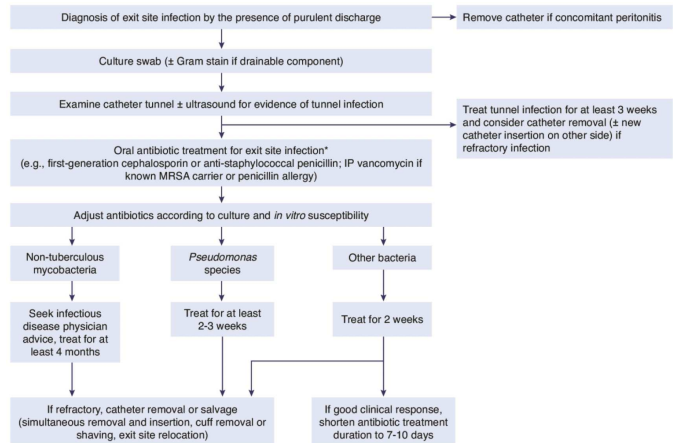 Diagnosis of exit site infection by the presence of purulent discharge
Remove catheter if concomitant peritonitis
Culture swab (± Gram stain if drainable component)
Examine catheter tunnel ± ultrasound for evidence of tunnel infection
Treat tunnel infection for at least 3 weeks
and consider catheter removal (± new
catheter insertion on other side) if
refractory infection
Oral antibiotic treatment for exit site infection*
(e.g., first-generation cephalosporin or anti-staphylococcal penicillin; IP vancomycin if
known MRSA carrier or penicillin allergy)
Adjust antibiotics according to culture and in vitro susceptibility
Non-tuberculous
mycobacteria
Pseudomonas
species
Other bacteria
Seek infectious
disease physician
advice, treat for at
least 4 months
Treat for at least
2-3 weeks
Treat for 2 weeks
If refractory, catheter removal or salvage
(simultaneous removal and insertion, cuff removal or
shaving, exit site relocation)
If good clinical response,
shorten antibiotic treatment
duration to 7-10 days